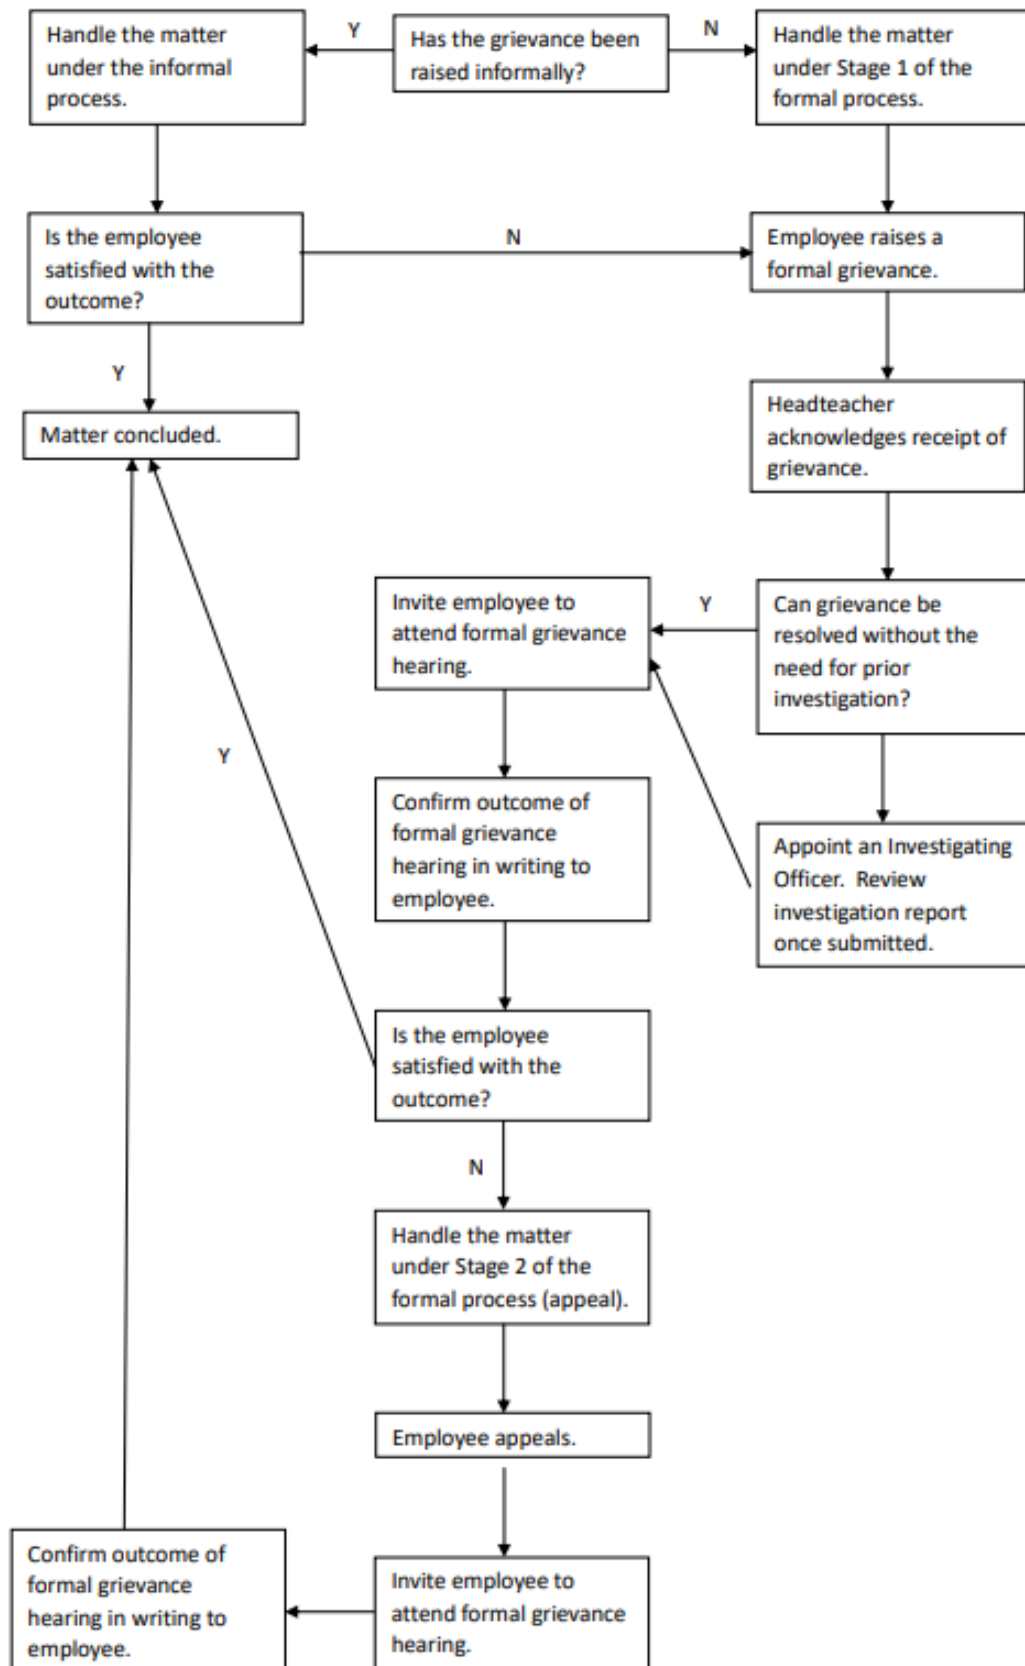 Y
N
Handle the matter
under the informal
process.
Has the grievance been
raised informally?
Handle the matter
under Stage 1 of the
formal process.
Is the employee
satisfied with the
outcome?
N
Employee raises a
formal grievance.
Y
Matter concluded.
Headteacher
acknowledges receipt of
grievance.
Invite employee to
attend formal grievance
hearing.
Y
Can grievance be
resolved without the
need for prior
investigation?
Y
Confirm outcome of
formal grievance
hearing in writing to
employee.
Appoint an Investigating
Officer.  Review
investigation report
once submitted.
Is the employee
satisfied with the
outcome?
N
Handle the matter
under Stage 2 of the
formal process (appeal).
Employee appeals.
Confirm outcome of
formal grievance
hearing in writing to
employee.
Invite employee to
attend formal grievance
hearing.